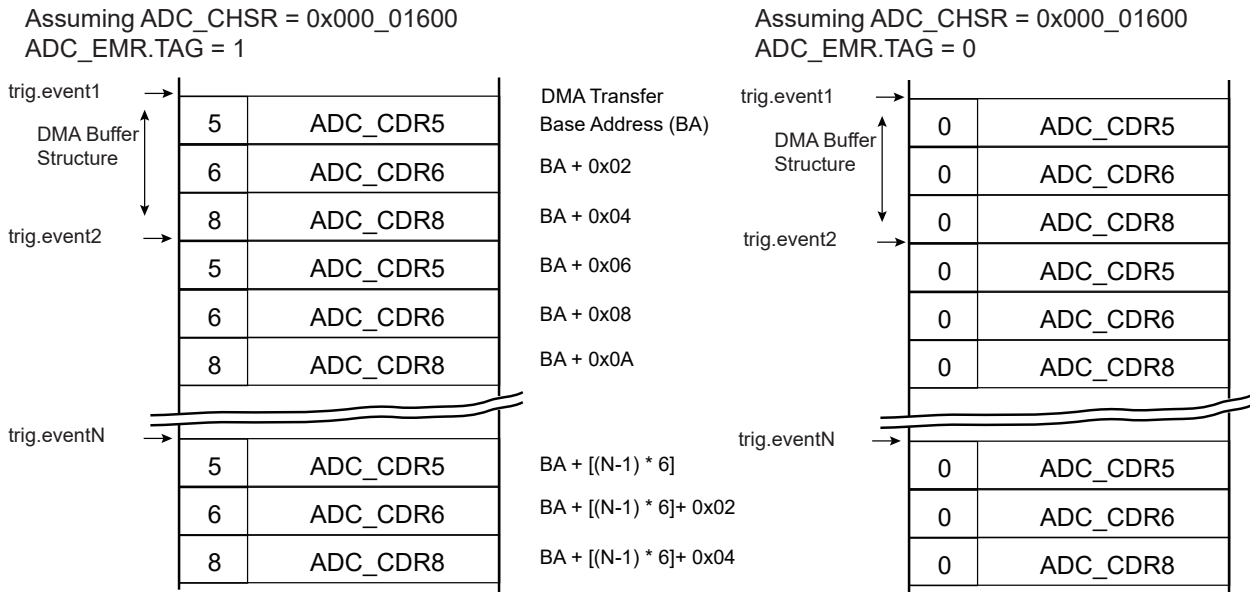 Assuming ADC_CHSR = 0x000_01600
ADC_EMR.TAG = 1
trig.event1
DMA Buffer
Structure
trig.event2
trig.eventN
5 ADC_CDR5
6 ADC_CDR6
8 ADC_CDR8
5 ADC_CDR5
6 ADC_CDR6
8 ADC_CDR8
5 ADC_CDR5
6 ADC_CDR6
8 ADC_CDR8
DMA Transfer
Base Address (BA)
BA + 0x02
BA + 0x04
BA + 0x06
BA + 0x08
BA + 0x0A
BA + [(N-1) * 6]
BA + [(N-1) * 6]+ 0x02
BA + [(N-1) * 6]+ 0x04
Assuming ADC_CHSR = 0x000_01600
ADC_EMR.TAG = 0
trig.event1
DMA Buffer
Structure
trig.event2
trig.eventN
0 ADC_CDR5
0 ADC_CDR6
0 ADC_CDR8
0 ADC_CDR5
0 ADC_CDR6
0 ADC_CDR8
0 ADC_CDR5
0 ADC_CDR6
0 ADC_CDR8